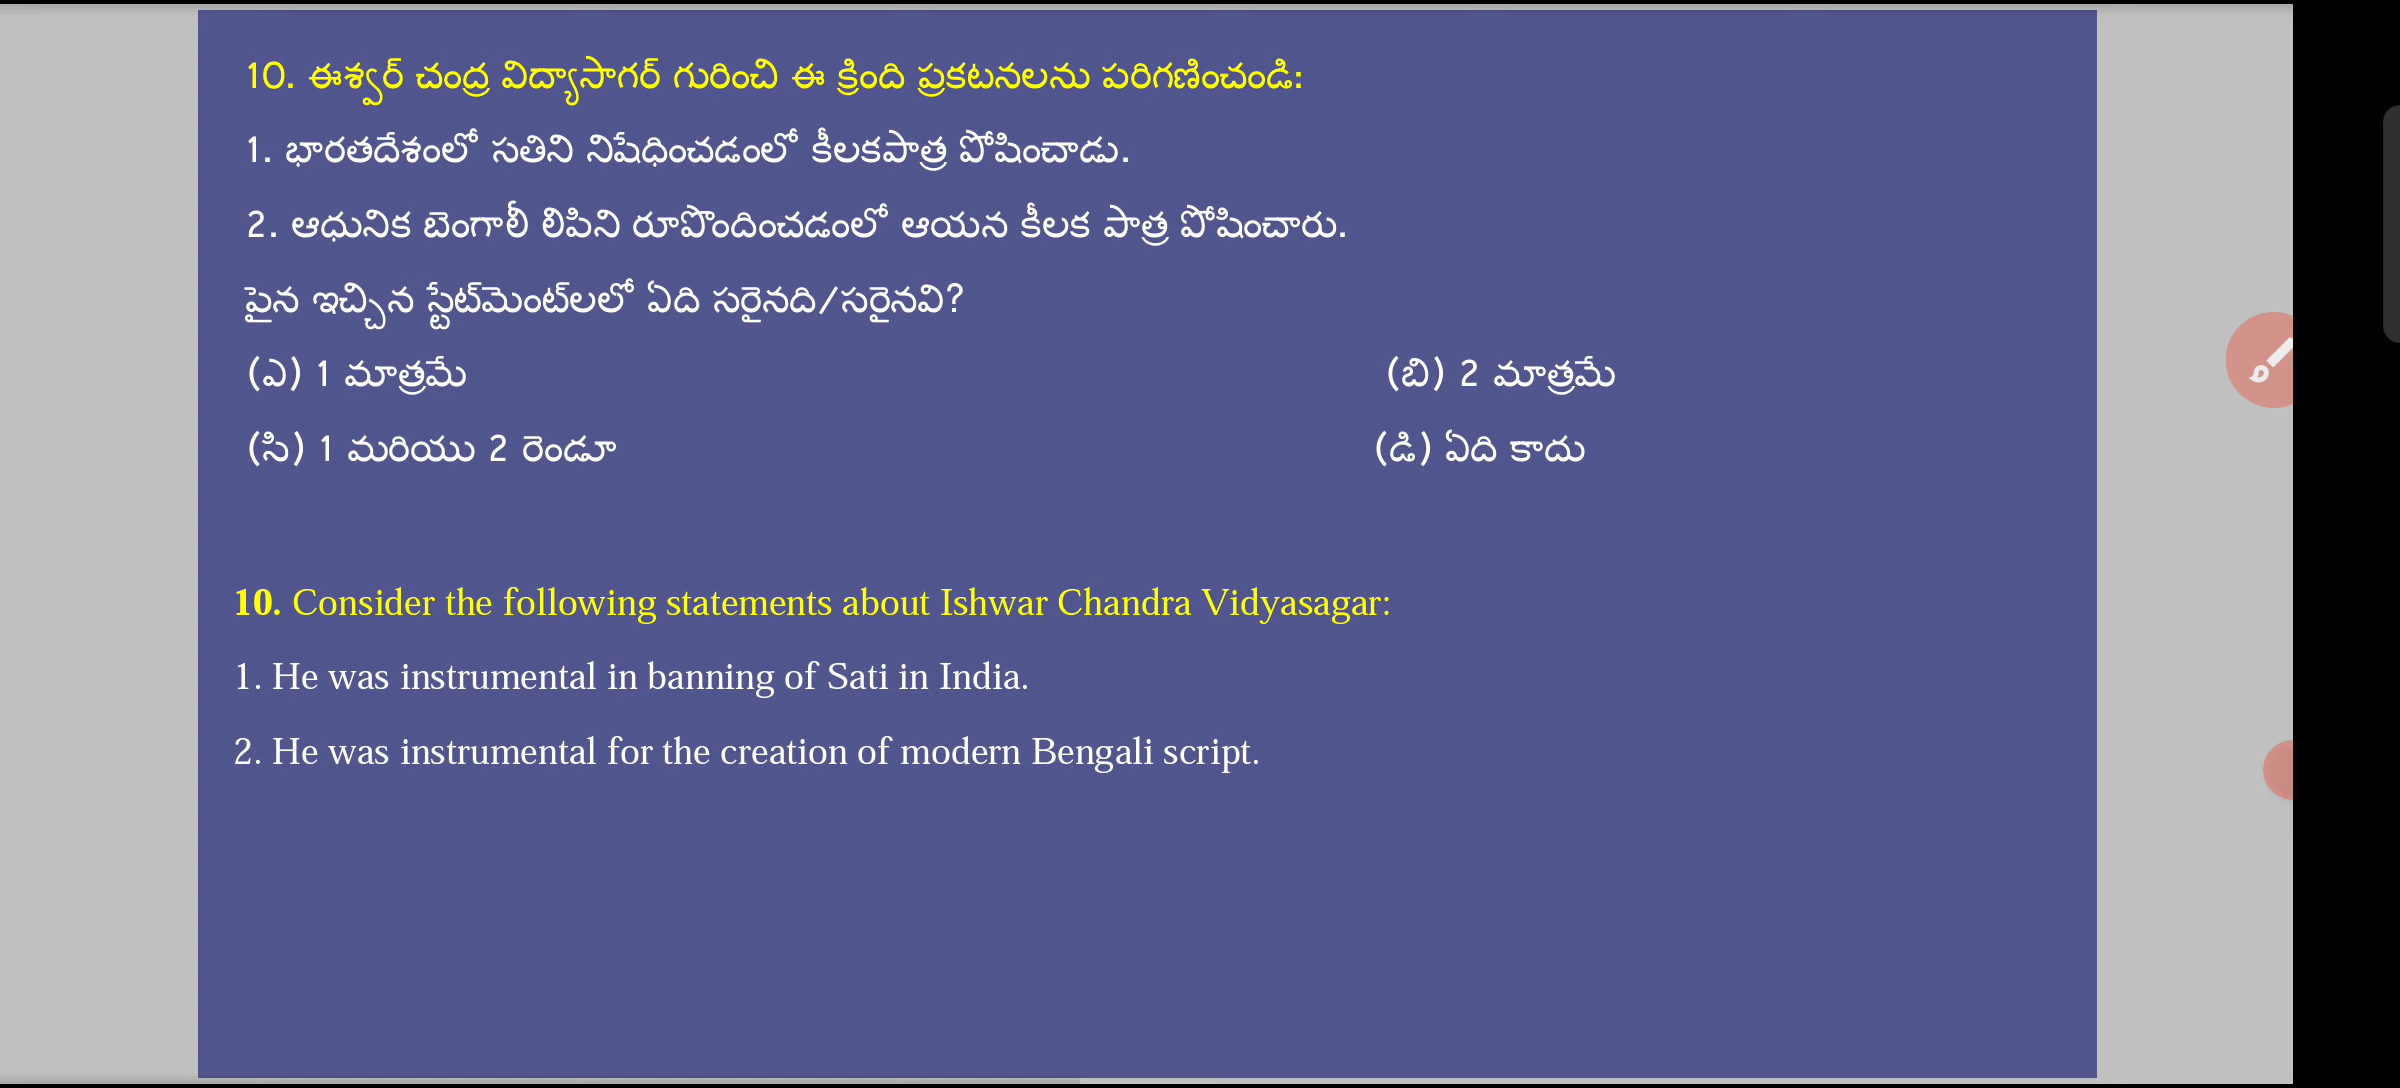 10. ఈశ్వర్ చంద్ర విద్యాసాగర్ గురించి ఈ క్రింది ప్రకటనలను పరిగణించండి:
1. భారతదేశంలో సతిని నిషేధించడంలో కీలకపాత్ర పోషించాడు.
2. ఆధునిక బెంగాలీ లిపిని రూపొందించడంలో ఆయన కీలక పాత్ర పోషించారు.
పైన ఇచ్చిన స్టేట్‌మెంట్‌లలో ఏది సరైనది/సరైనవి?
(ఎ) 1 మాత్రమే (బి) 2 మాత్రమే
(సి) 1 మరియు 2 రెండూ (డి) ఏది కాదు
10. Consider the following statements about Ishwar Chandra Vidyasagar:
1. He was instrumental in banning of Sati in India.
2. He was instrumental for the creation of modern Bengali script.